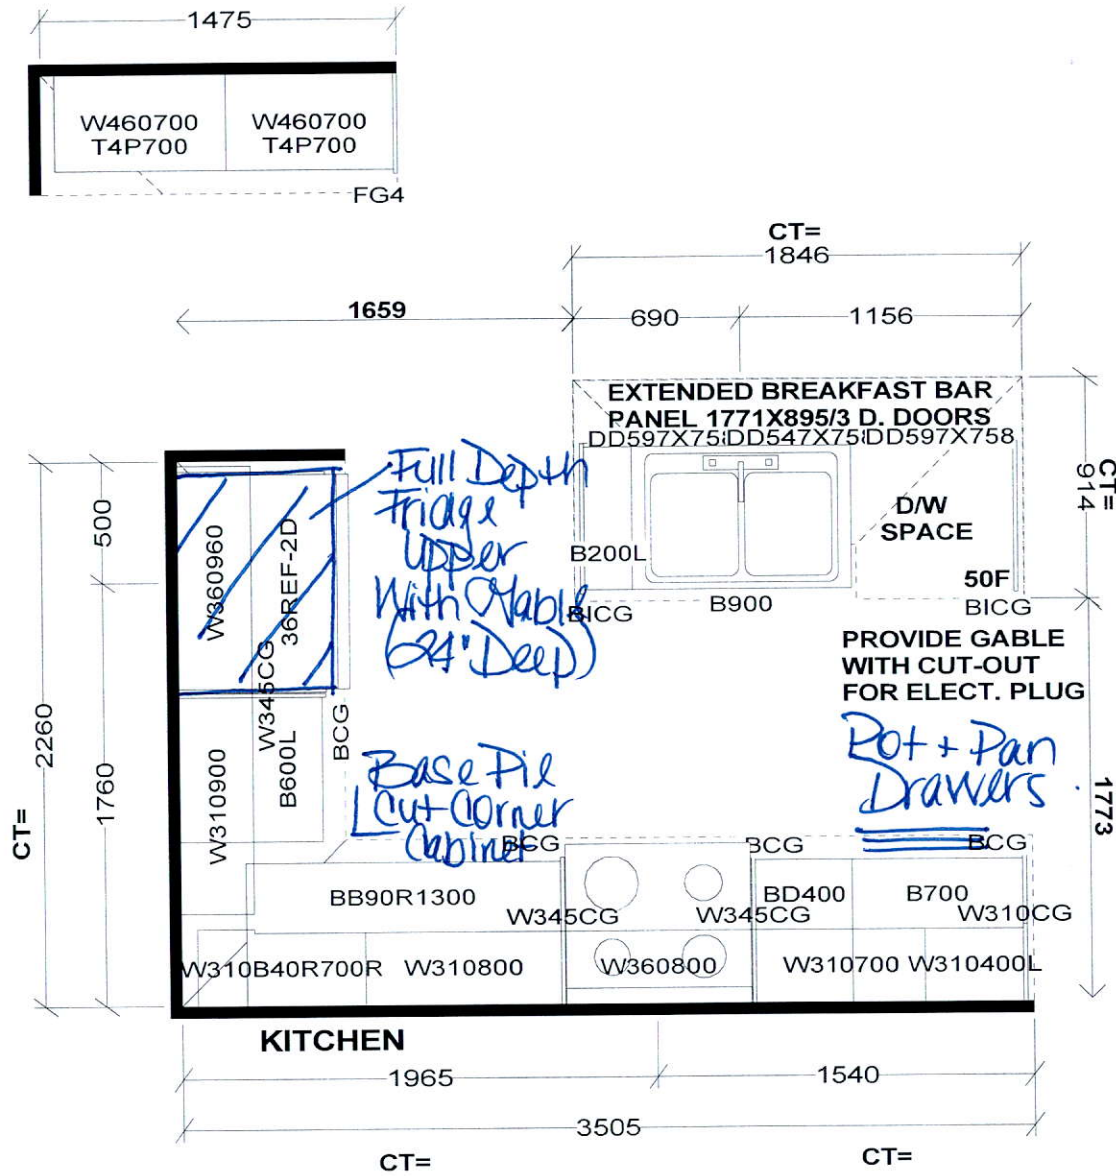 1475
W460700 W460700
T4P700 T4P700
FG4
CT=
1846
1659
690 1156
EXTENDED BREAKFAST BAR
PANEL 1771X895/3 D. DOORS
DD597X758 DD547X758 DD597X758
CT=
914
D/W
SPACE
B200L
B900
50F
BICG BICG
PROVIDE GABLE
WITH CUT-OUT
FOR ELECT. PLUG
Pot + Pan
Drawers
1773
Full Depth
Fridge
Upper
With Gable
(24" Deep)
500
2260
1760
CT=
W360960
36REF-2D
W345CG
B600L
BCG
W310900
Base Pie
Cut Corner
Cabinet
BCG BCG BCG
BB90R1300
BD400 B700
W345CG W345CG W310CG
W310B40R700R W310800 W360800 W310700 W310400L
KITCHEN
1965 1540
3505
CT= CT=